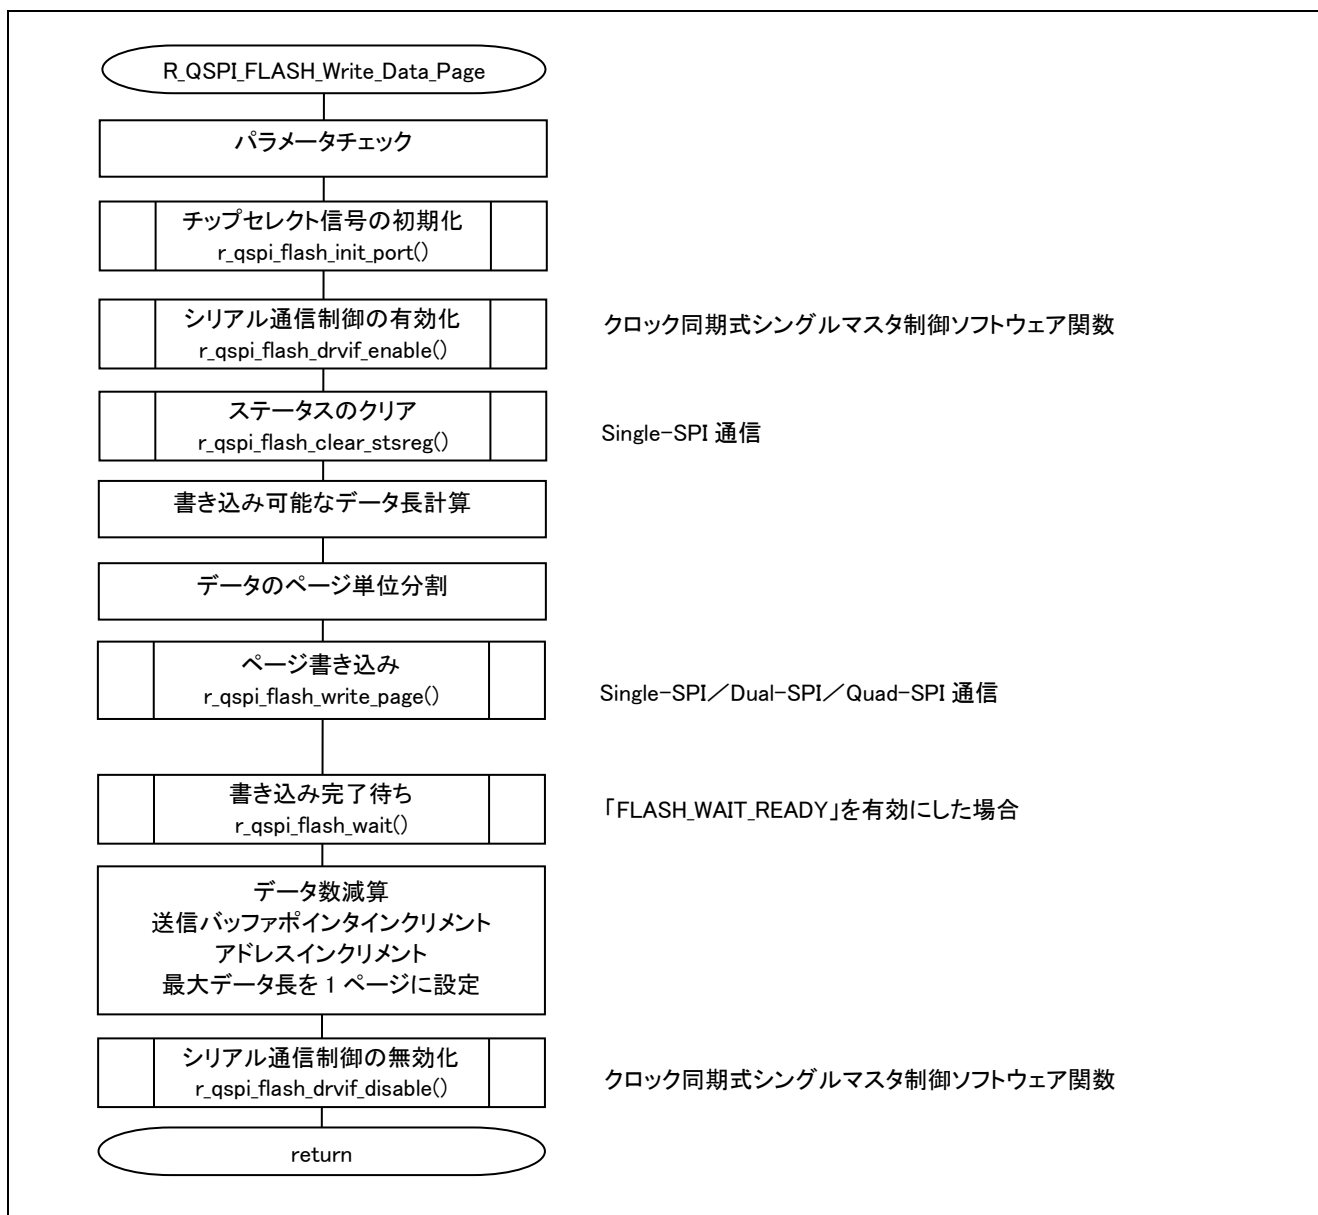 R_QSPI_FLASH_Write_Data_Page
パラメータチェック
チップセレクト信号の初期化
r_qspi_flash_init_port()
シリアル通信制御の有効化
r_qspi_flash_drvif_enable()
クロック同期式シングルマスタ制御ソフトウェア関数
ステータスのクリア
r_qspi_flash_clear_stsreg()
Single-SPI 通信
書き込み可能なデータ長計算
データのページ単位分割
ページ書き込み
r_qspi_flash_write_page()
Single-SPI／Dual-SPI／Quad-SPI 通信
書き込み完了待ち
r_qspi_flash_wait()
「FLASH_WAIT_READY」を有効にした場合
データ数減算
送信バッファポインタインクリメント
アドレスインクリメント
最大データ長を 1 ページに設定
シリアル通信制御の無効化
r_qspi_flash_drvif_disable()
クロック同期式シングルマスタ制御ソフトウェア関数
return